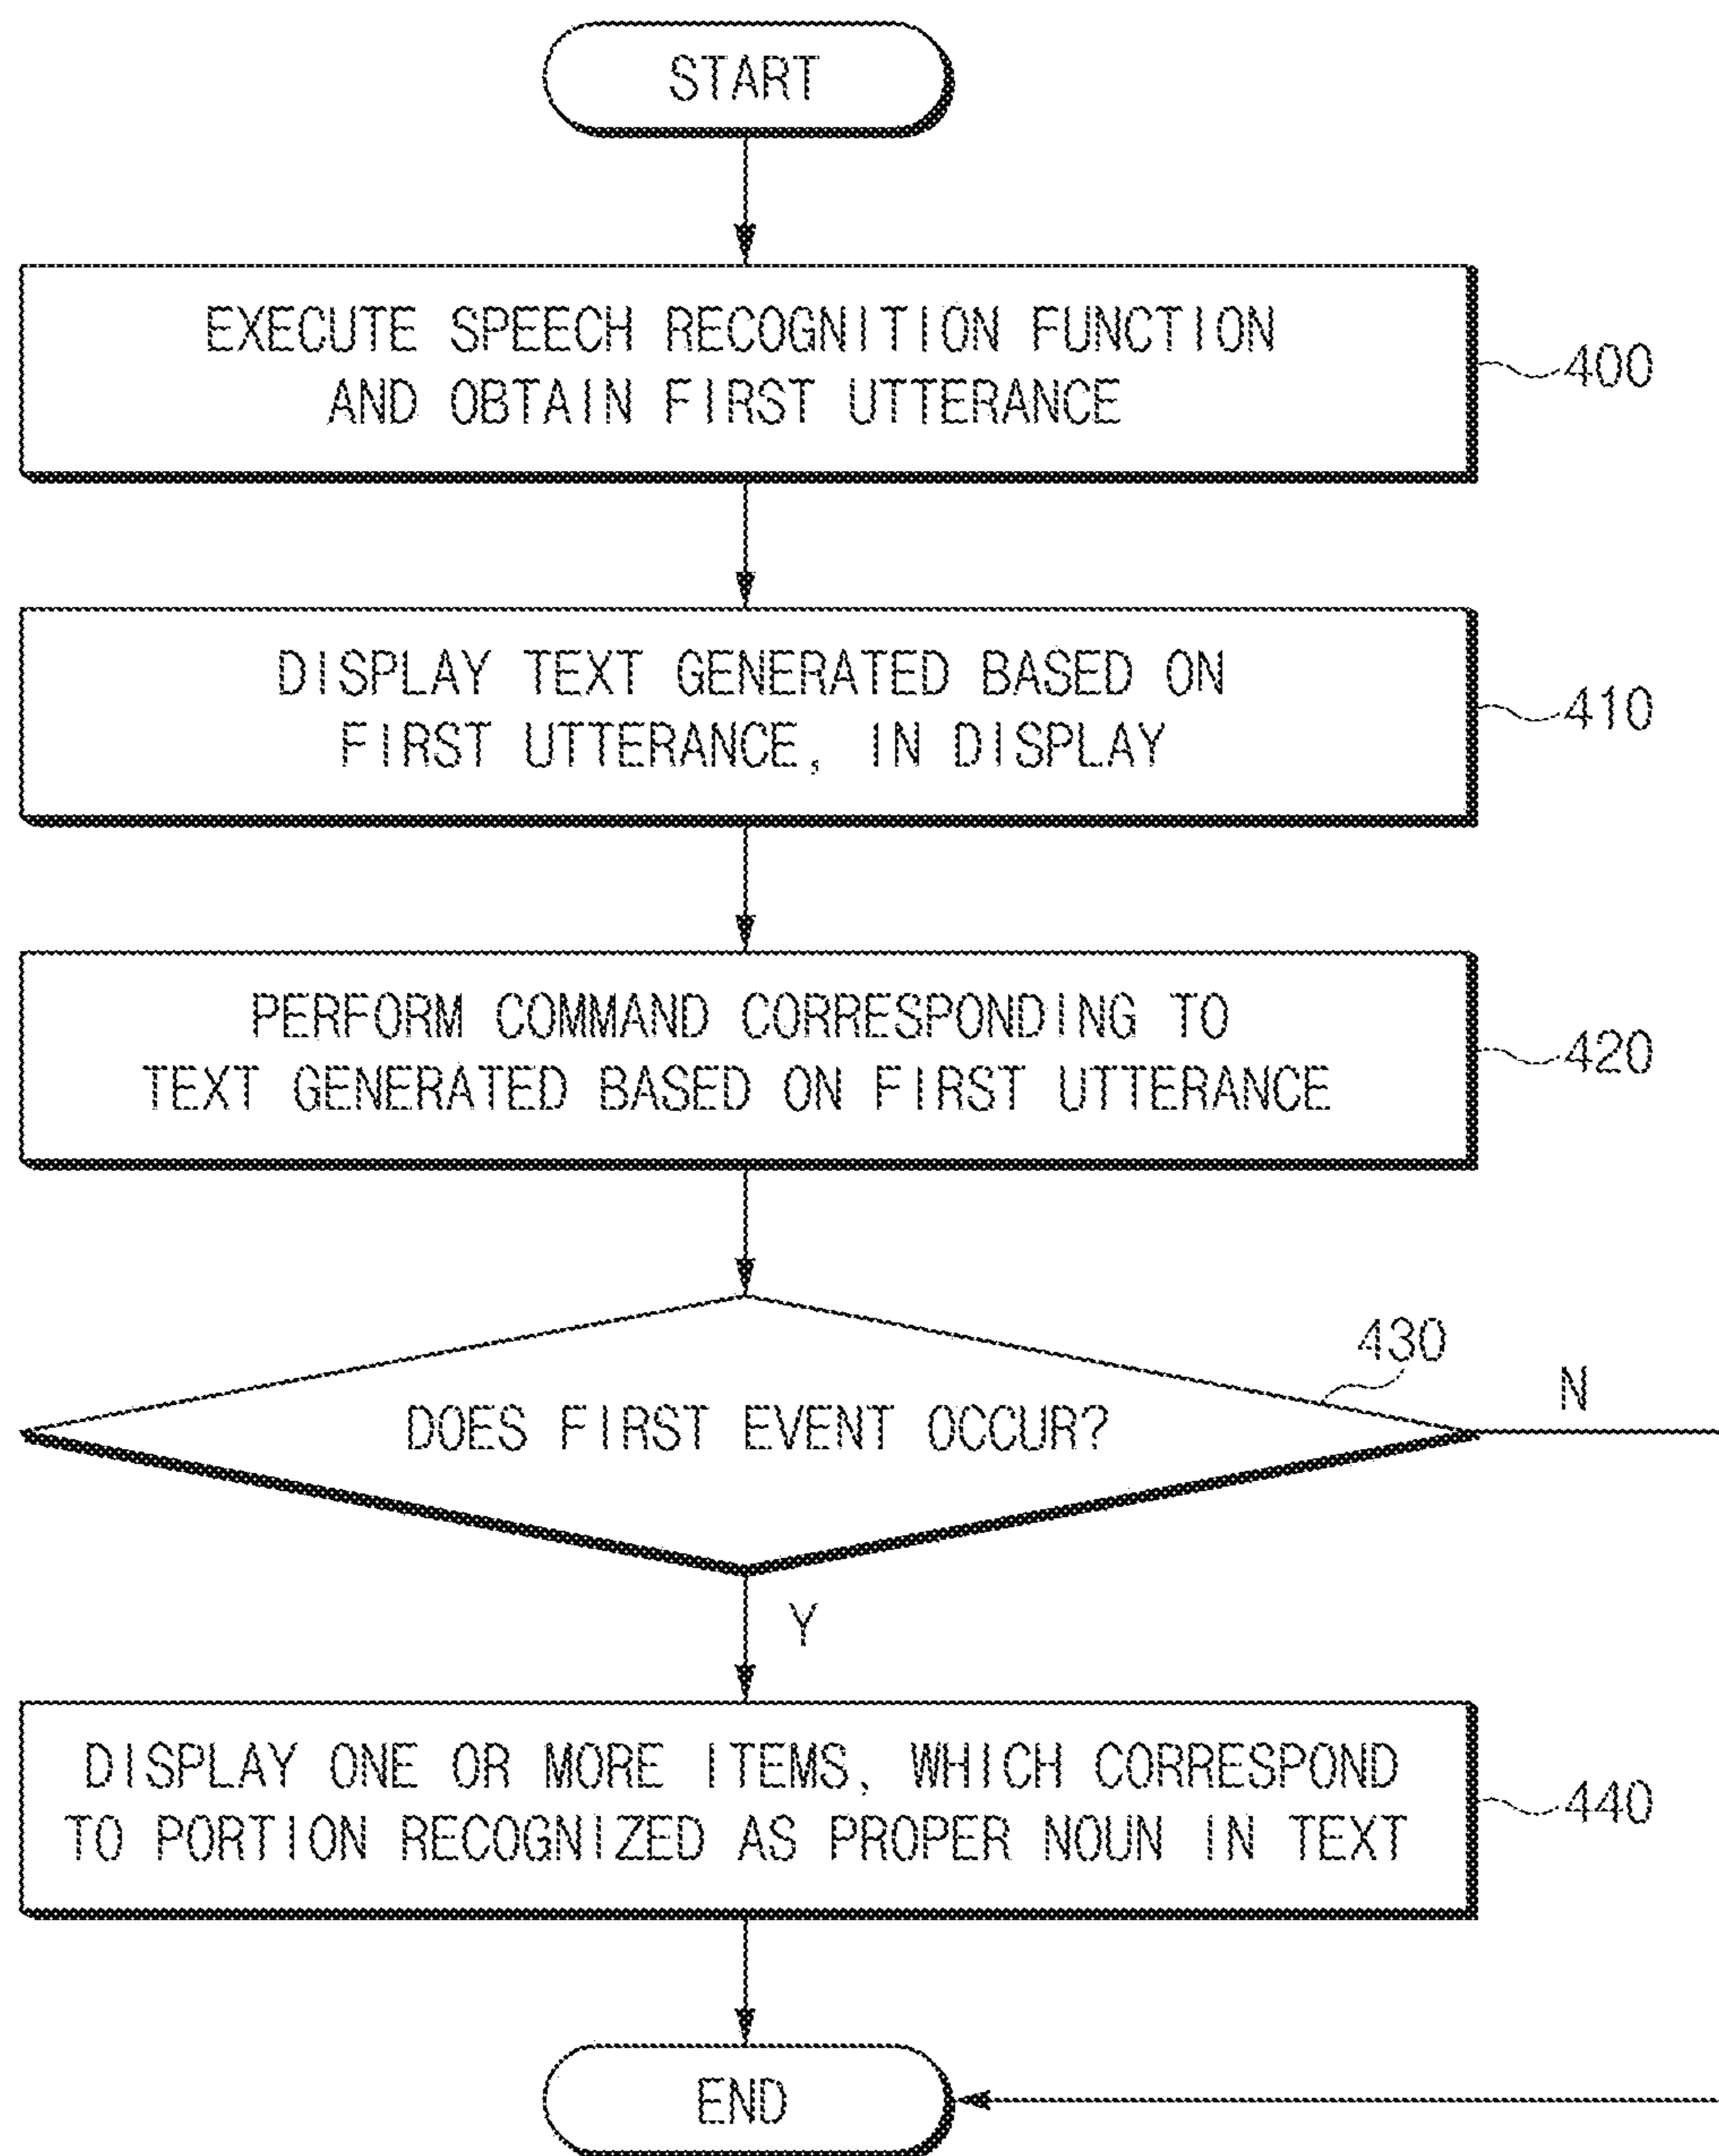 START
EXECUTE SPEECH RECOGNITION FUNCTION
AND OBTAIN FIRST UTTERANCE
400
DISPLAY TEXT GENERATED BASED ON
FIRST UTTERANCE, IN DISPLAY
410
PERFORM COMMAND CORRESPONDING TO
TEXT GENERATED BASED ON FIRST UTTERANCE
420
430
N
DOES FIRST EVENT OCCUR?
Y
DISPLAY ONE OR MORE ITEMS, WHICH CORRESPOND
TO PORTION RECOGNIZED AS PROPER NOUN IN TEXT
440
END